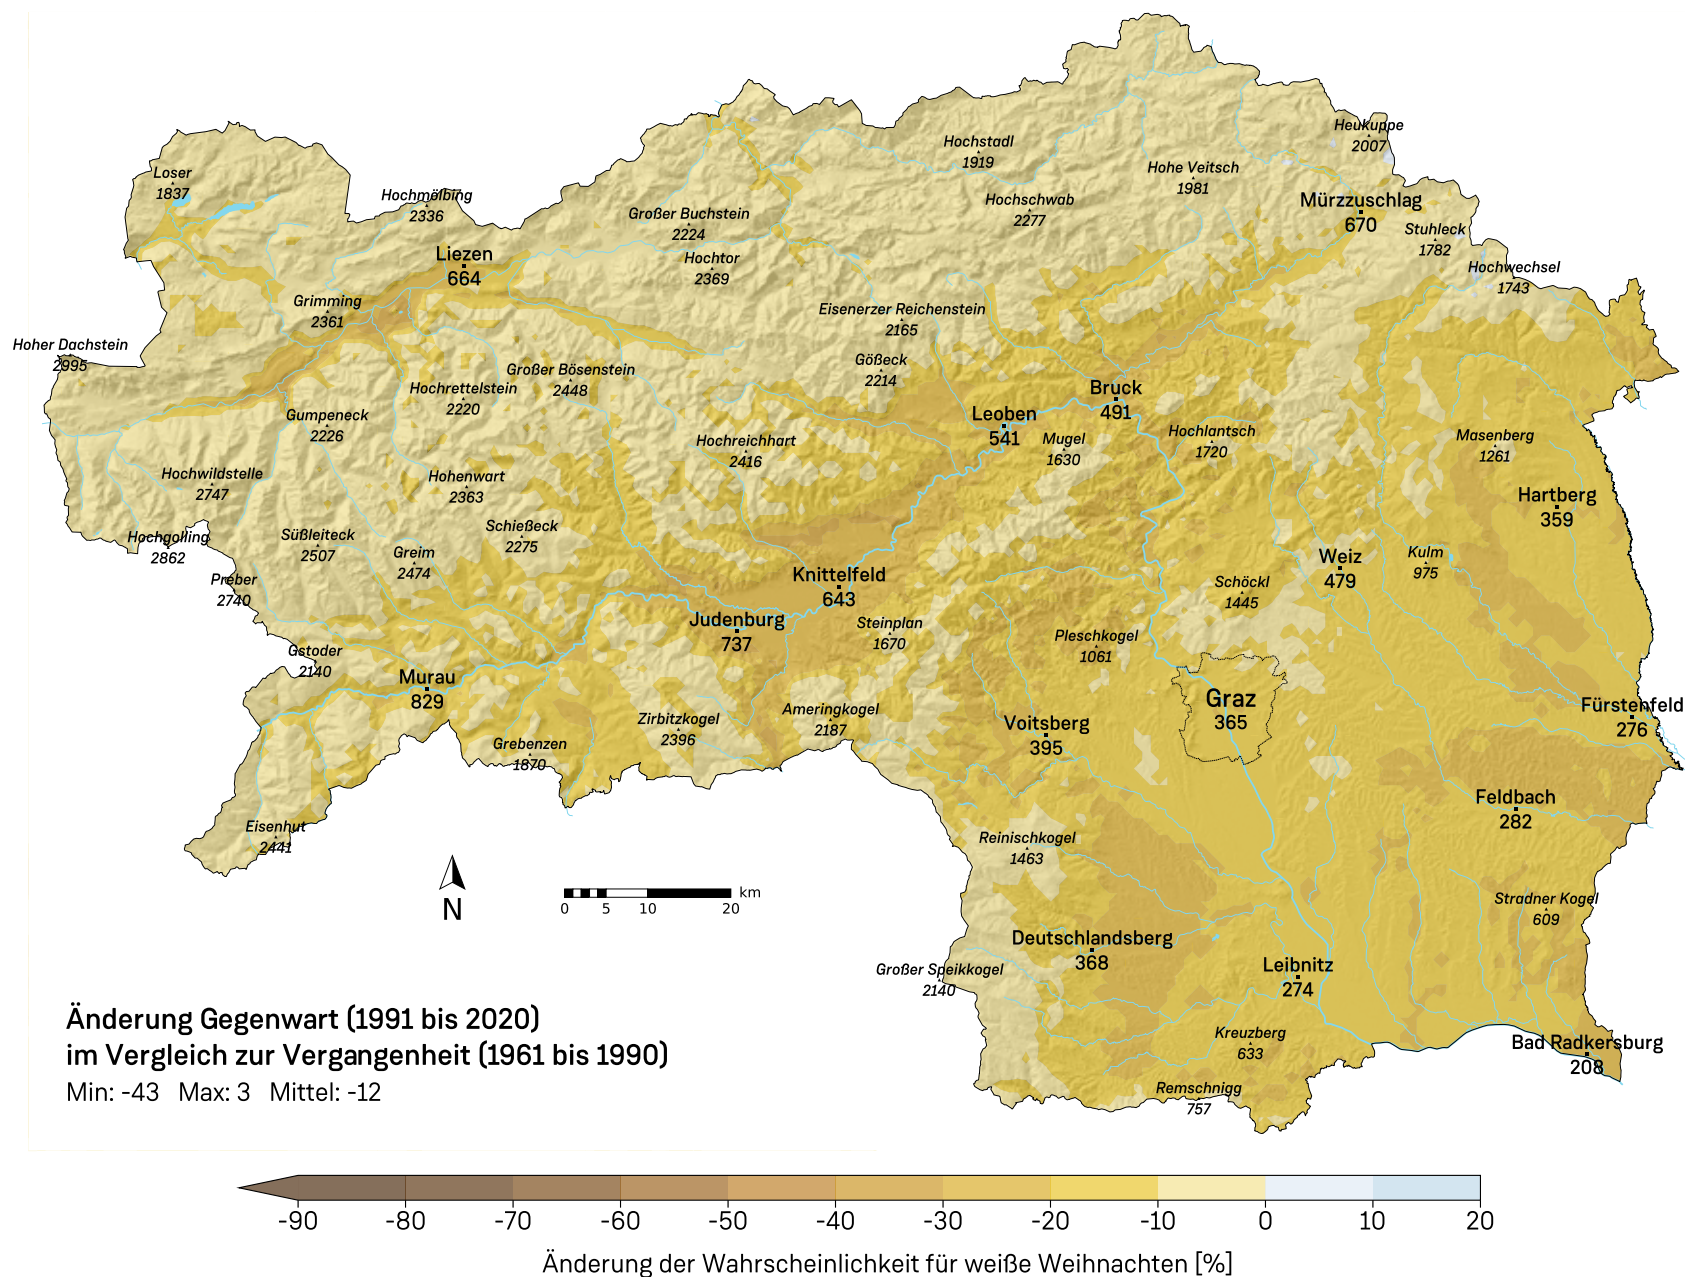 Heukuppe
2007
Hochstadl
1919
Hohe Veitsch
1981
Loser
1837
Hochmölbing
2336
Hochschwab
2277
Mürzzuschlag
670
Großer Buchstein
2224
Stuhleck
1782
Liezen
664
Hochtor
2369
Hochwechsel
1743
Grimming
2361
Eisenerzer Reichenstein
2165
Hoher Dachstein
2995
Gößeck
2214
Großer Bösenstein
2448
Hochrettelstein
2220
Bruck
491
Gumpeneck
2226
Leoben
541
Hochreichhart
2416
Mugel
1630
Hochlantsch
1720
Masenberg
1261
Hochwildstelle
2747
Hohenwart
2363
Hartberg
359
Hochgolling
2862
Süßleiteck
2507
Schießeck
2275
Greim
2474
Weiz
479
Kulm
975
Preber
2740
Knittelfeld
643
Schöckl
1445
Judenburg
737
Steinplan
1670
Pleschkogel
1061
Gstoder
2140
Murau
829
Graz
365
Fürstenfeld
276
Zirbitzkogel
2396
Ameringkogel
2187
Voitsberg
395
Grebenzen
1870
Feldbach
282
Eisenhut
2441
Reinischkogel
1463
N
km
0 5 10 20
Stradner Kogel
609
Deutschlandsberg
368
Großer Speikkogel
2140
Leibnitz
274
Kreuzberg
633
Bad Radkersburg
208
Remschnigg
757
Änderung Gegenwart (1991 bis 2020)
im Vergleich zur Vergangenheit (1961 bis 1990)
Min: -43 Max: 3 Mittel: -12
-90 -80 -70 -60 -50 -40 -30 -20 -10 0 10 20
Änderung der Wahrscheinlichkeit für weiße Weihnachten [%]